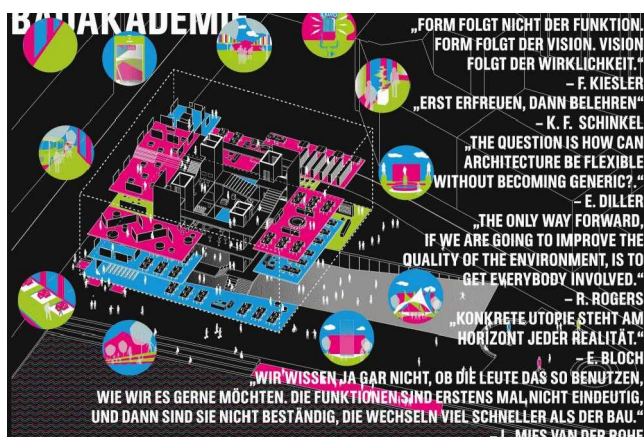 BAUAKADEMIE
„FORM FOLGT NICHT DER FUNKTION.
FORM FOLGT DER VISION. VISION
FOLGT DER WIRKLICHKEIT.“
– F. KIESLER
„ERST ERFREUEN, DANN BELEHREN“
– K. F. SCHINKEL
„THE QUESTION IS HOW CAN
ARCHITECTURE BE FLEXIBLE
WITHOUT BECOMING GENERIC?“
– E. DILLER
„THE ONLY WAY FORWARD,
IF WE ARE GOING TO IMPROVE THE
QUALITY OF THE ENVIRONMENT, IS TO
GET EVERYBODY INVOLVED.“
– R. ROGERS
„KONKRETE UTOPIE STEHT AM
HORIZONT JEDER REALITÄT.“
– E. BLOCH
„WIR WISSEN JA GAR NICHT, OB DIE LEUTE DAS SO BENUTZEN,
WIE WIR ES GERNE MÖCHTEN. DIE FUNKTIONEN SIND ERSTENS MAL NICHT EINDEUTIG,
UND DANN SIND SIE NICHT BESTÄNDIG, DIE WECHSELN VIEL SCHNELLER ALS DER BAU.“
– L. MIES VAN DER ROHE